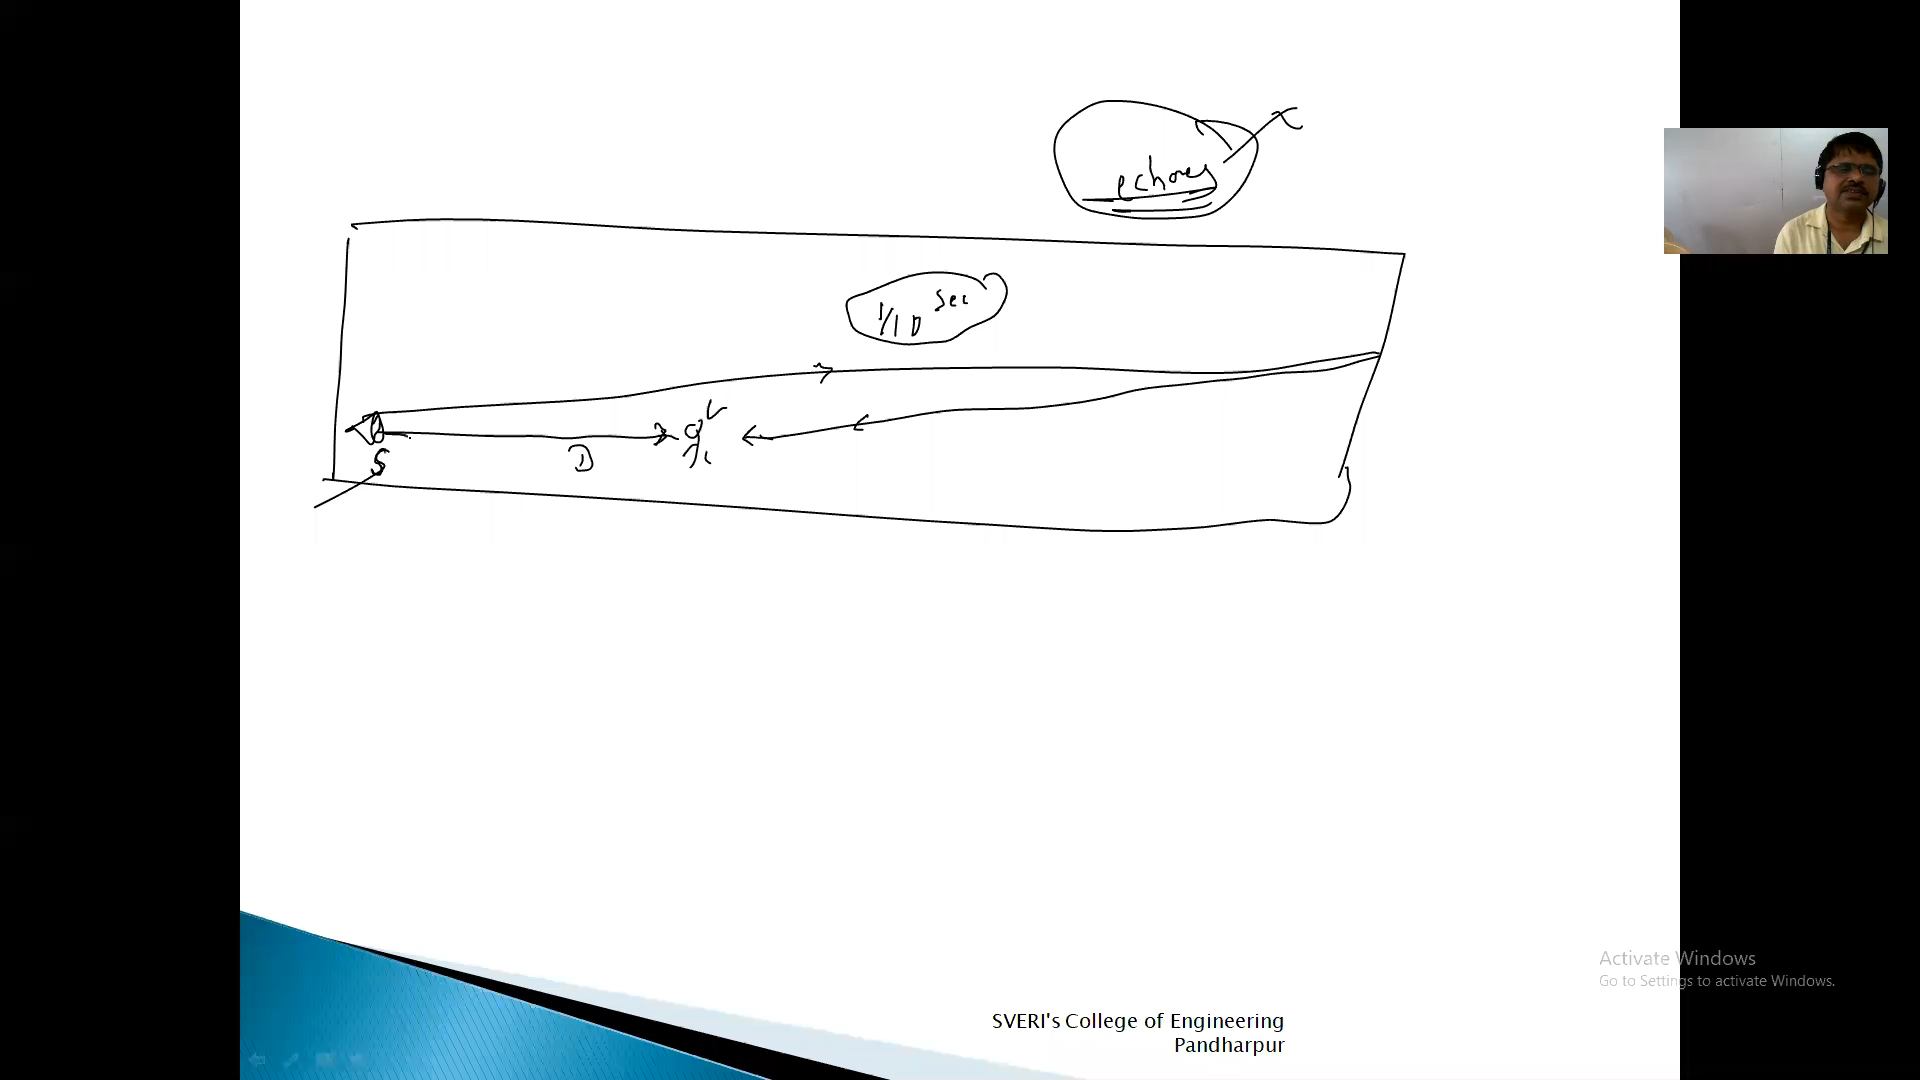 echoes
x
1/10 sec
L
D
S
Activate Windows
Go to Settings to activate Windows.
SVERI's College of Engineering
Pandharpur